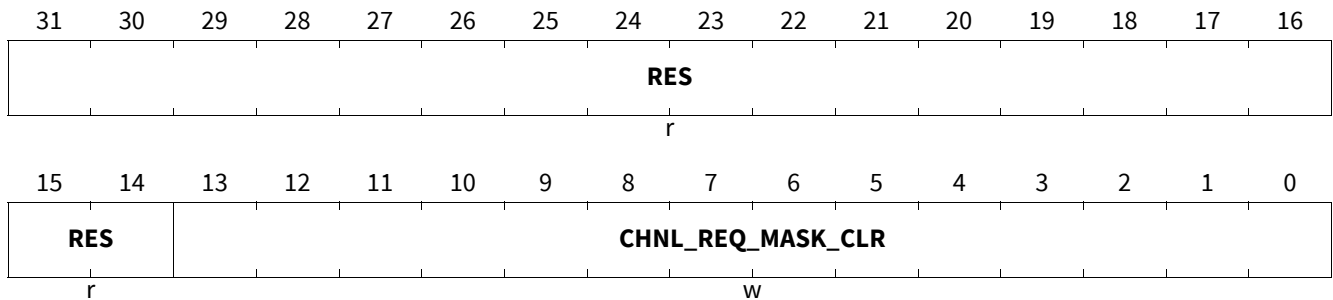 31 30 29 28 27 26 25 24 23 22 21 20 19 18 17 16
RES
r
15 14 13 12 11 10 9 8 7 6 5 4 3 2 1 0
RES CHNL_REQ_MASK_CLR
r w